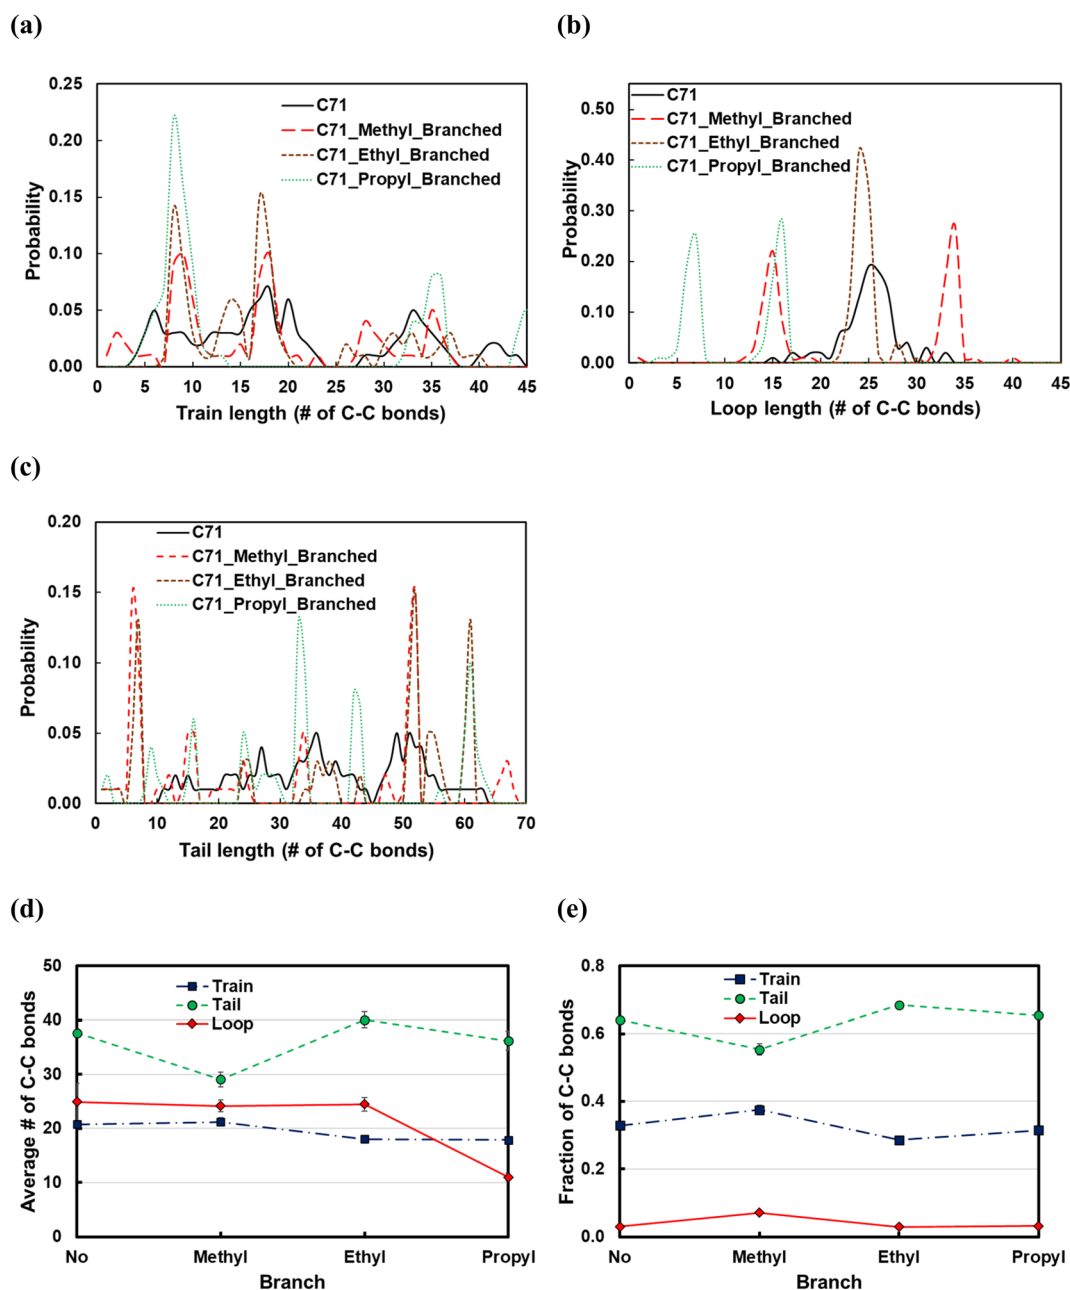 (a)
(b)
0.25
0.20
0.15
0.10
0.05
0.00
Probability
C71
C71_Methyl_Branched
C71_Ethyl_Branched
C71_Propyl_Branched
0 5 10 15 20 25 30 35 40 45
Train length (# of C-C bonds)
0.50
0.40
0.30
0.20
0.10
0.00
Probability
C71
C71_Methyl_Branched
C71_Ethyl_Branched
C71_Propyl_Branched
0 5 10 15 20 25 30 35 40 45
Loop length (# of C-C bonds)
(c)
0.20
0.15
0.10
0.05
0.00
Probability
C71
C71_Methyl_Branched
C71_Ethyl_Branched
C71_Propyl_Branched
0 10 20 30 40 50 60 70
Tail length (# of C-C bonds)
(d)
(e)
50
40
30
20
10
0
Average # of C-C bonds
Train
Tail
Loop
No Methyl Ethyl Propyl
Branch
0.8
0.6
0.4
0.2
0.0
Fraction of C-C bonds
Train
Tail
Loop
No Methyl Ethyl Propyl
Branch